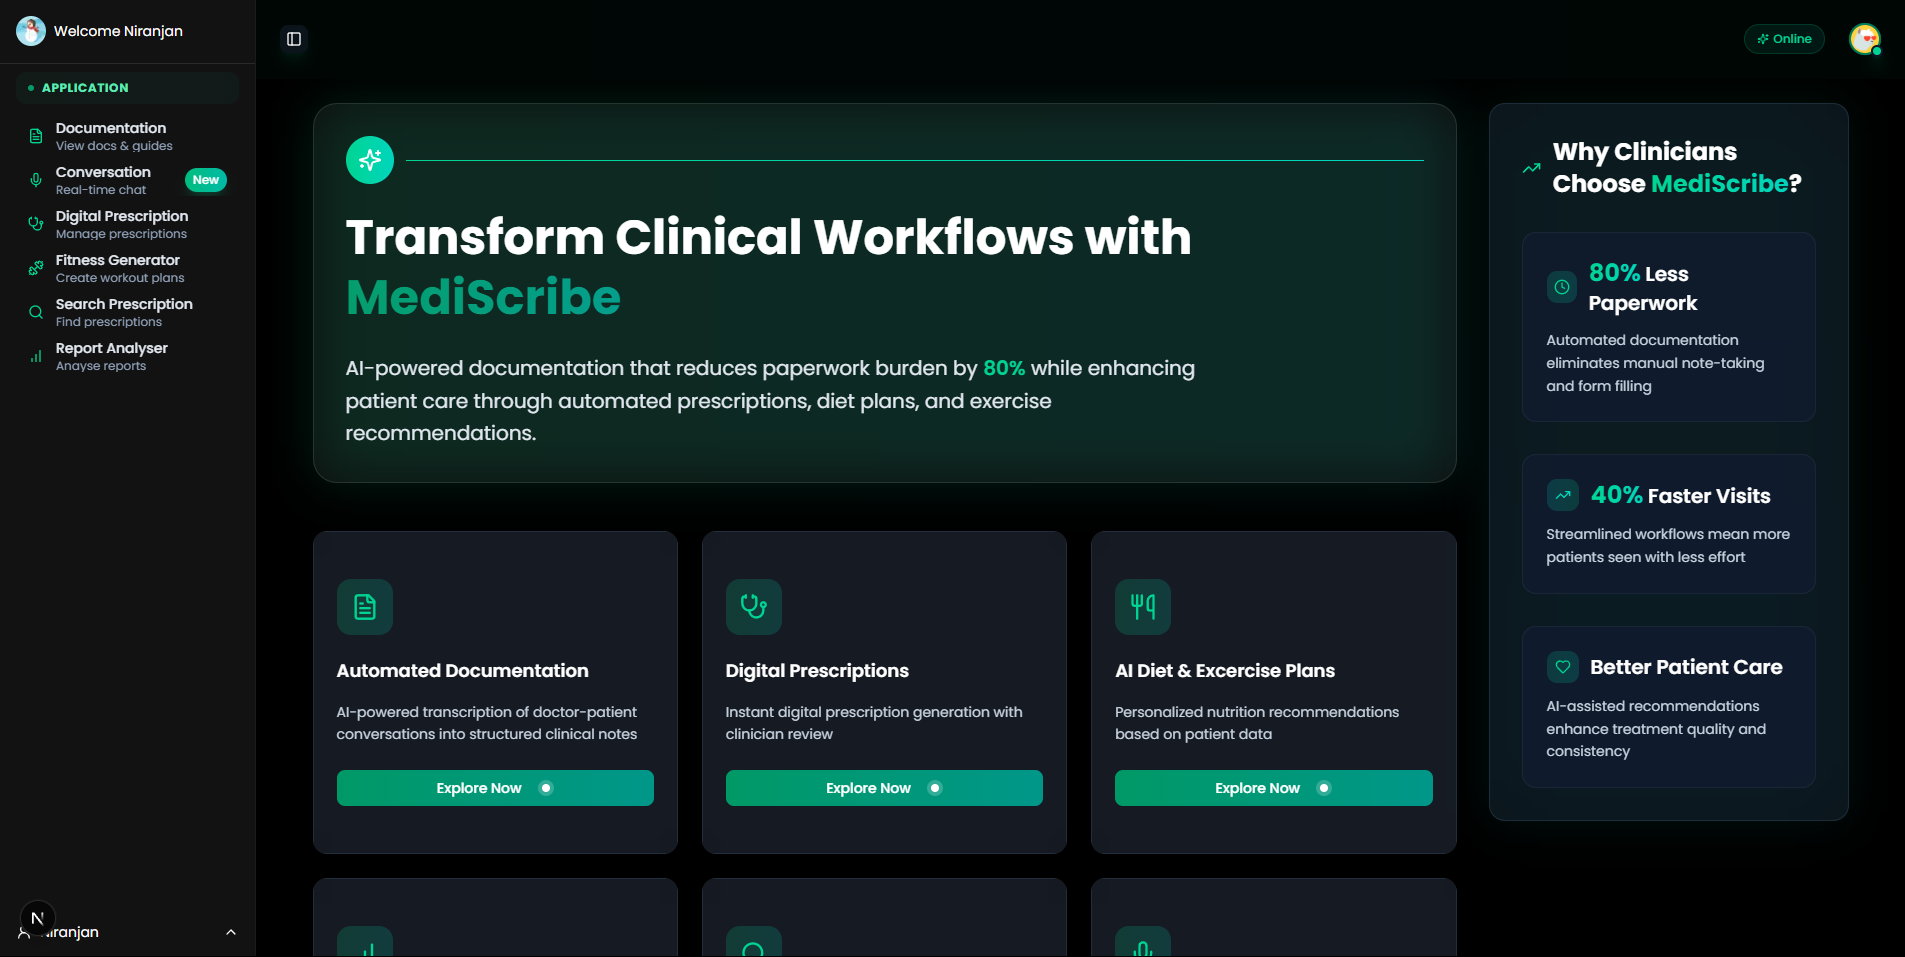 Welcome Niranjan
APPLICATION
Documentation
View docs & guides
Conversation
Real-time chat
New
Digital Prescription
Manage prescriptions
Fitness Generator
Create workout plans
Search Prescription
Find prescriptions
Report Analyser
Anayse reports
N
Niranjan
Online
Transform Clinical Workflows with
MediScribe
AI-powered documentation that reduces paperwork burden by 80% while enhancing
patient care through automated prescriptions, diet plans, and exercise
recommendations.
Automated Documentation
AI-powered transcription of doctor-patient
conversations into structured clinical notes
Explore Now
Digital Prescriptions
Instant digital prescription generation with
clinician review
Explore Now
AI Diet & Excercise Plans
Personalized nutrition recommendations
based on patient data
Explore Now
Why Clinicians
Choose MediScribe?
80% Less
Paperwork
Automated documentation
eliminates manual note-taking
and form filling
40% Faster Visits
Streamlined workflows mean more
patients seen with less effort
Better Patient Care
AI-assisted recommendations
enhance treatment quality and
consistency